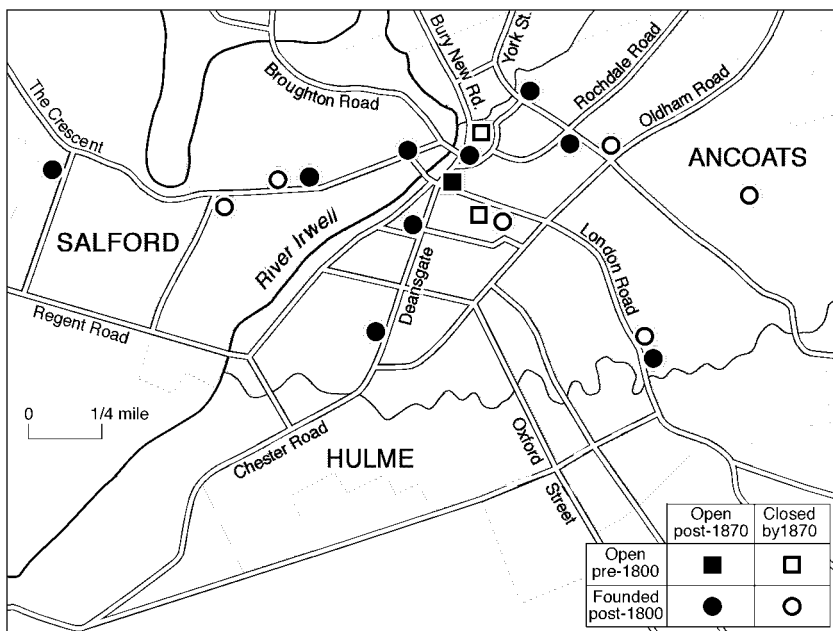 Bury New Rd.
York St.
Rochdale Road
Broughton Road
Oldham Road
The Crescent
ANCOATS
SALFORD
River Irwell
London Road
Deansgate
Regent Road
0 1/4 mile
Chester Road
HULME
Oxford
Street
Open
post-1870
Closed
by1870
Open
pre-1800
Founded
post-1800